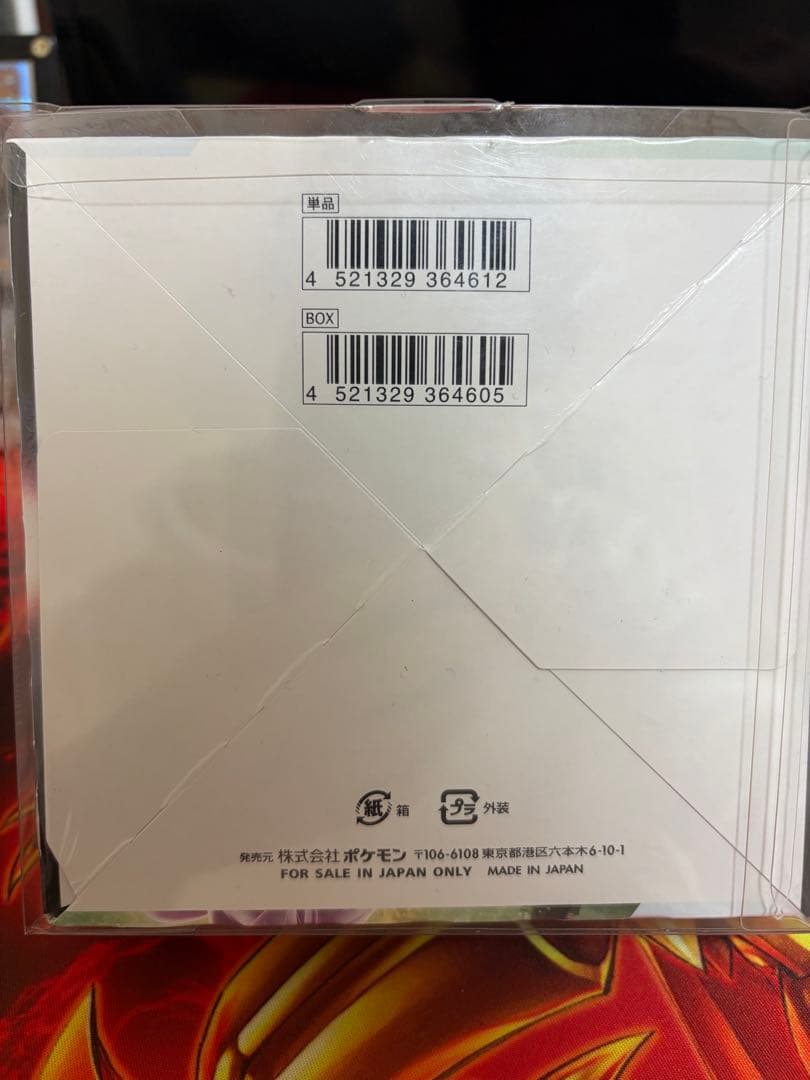 単品
4 521329 364612
BOX
4 521329 364605
紙 箱 プラ 外装
発売元 株式会社 ポケモン 〒106-6108 東京都港区六本木6-10-1
FOR SALE IN JAPAN ONLY MADE IN JAPAN